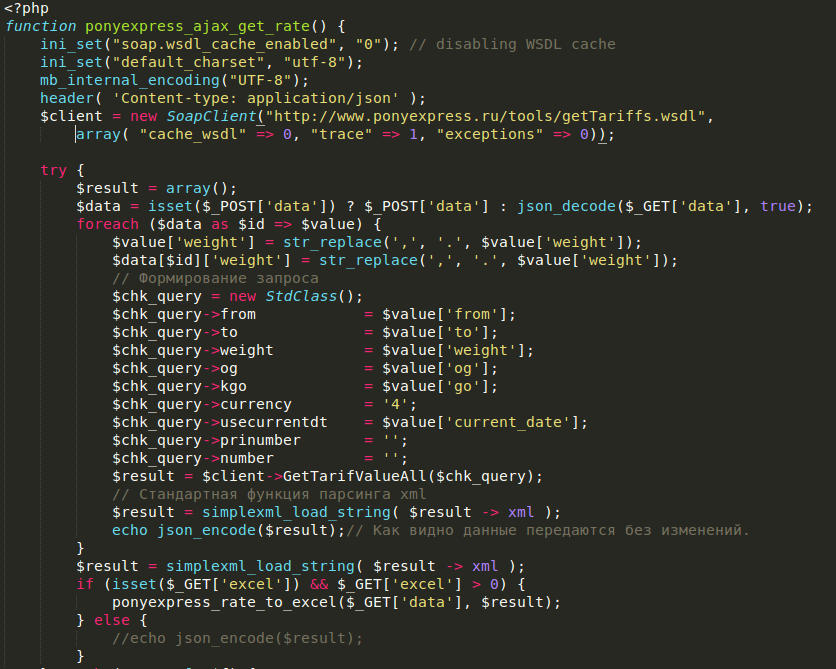 <?php
function ponyexpress_ajax_get_rate() {
    ini_set("soap.wsdl_cache_enabled", "0"); // disabling WSDL cache
    ini_set("default_charset", "utf-8");
    mb_internal_encoding("UTF-8");
    header( 'Content-type: application/json' );
    $client = new SoapClient("http://www.ponyexpress.ru/tools/getTariffs.wsdl",
        array( "cache_wsdl" => 0, "trace" => 1, "exceptions" => 0));
    try {
        $result = array();
        $data = isset($_POST['data']) ? $_POST['data'] : json_decode($_GET['data'], true);
        foreach ($data as $id => $value) {
            $value['weight'] = str_replace(',', '.', $value['weight']);
            $data[$id]['weight'] = str_replace(',', '.', $value['weight']);
            // Формирование запроса
            $chk_query = new StdClass();
            $chk_query->from            = $value['from'];
            $chk_query->to              = $value['to'];
            $chk_query->weight          = $value['weight'];
            $chk_query->og              = $value['og'];
            $chk_query->kgo             = $value['go'];
            $chk_query->currency        = '4';
            $chk_query->usecurrentdt    = $value['current_date'];
            $chk_query->prinumber       = '';
            $chk_query->number          = '';
            $result = $client->GetTarifValueAll($chk_query);
            // Стандартная функция парсинга xml
            $result = simplexml_load_string( $result -> xml );
            echo json_encode($result);// Как видно данные передаются без изменений.
        }
        $result = simplexml_load_string( $result -> xml );
        if (isset($_GET['excel']) && $_GET['excel'] > 0) {
            ponyexpress_rate_to_excel($_GET['data'], $result);
        } else {
            //echo json_encode($result);
        }